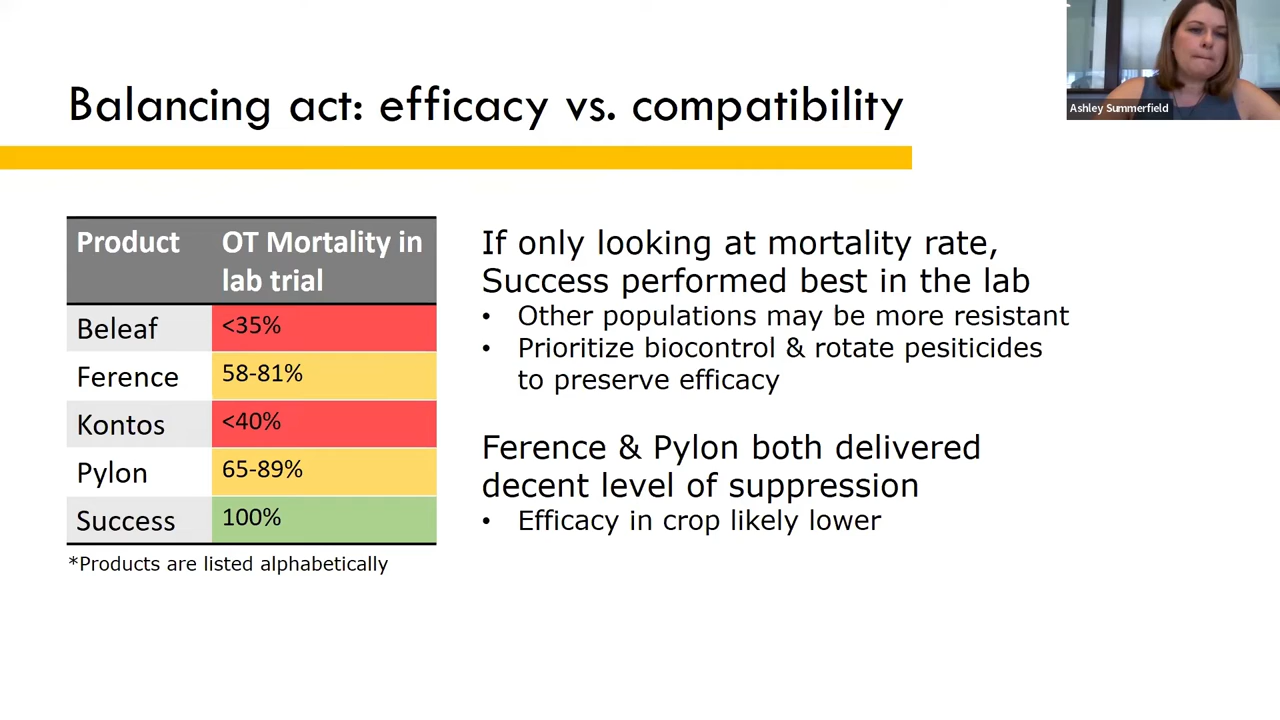 Ashley Summerfield
Balancing act: efficacy vs. compatibility
Product OT Mortality in
lab trial
Beleaf <35%
Ference 58-81%
Kontos <40%
Pylon 65-89%
Success 100%
*Products are listed alphabetically
If only looking at mortality rate,
Success performed best in the lab
• Other populations may be more resistant
• Prioritize biocontrol & rotate pesiticides
to preserve efficacy
Ference & Pylon both delivered
decent level of suppression
• Efficacy in crop likely lower